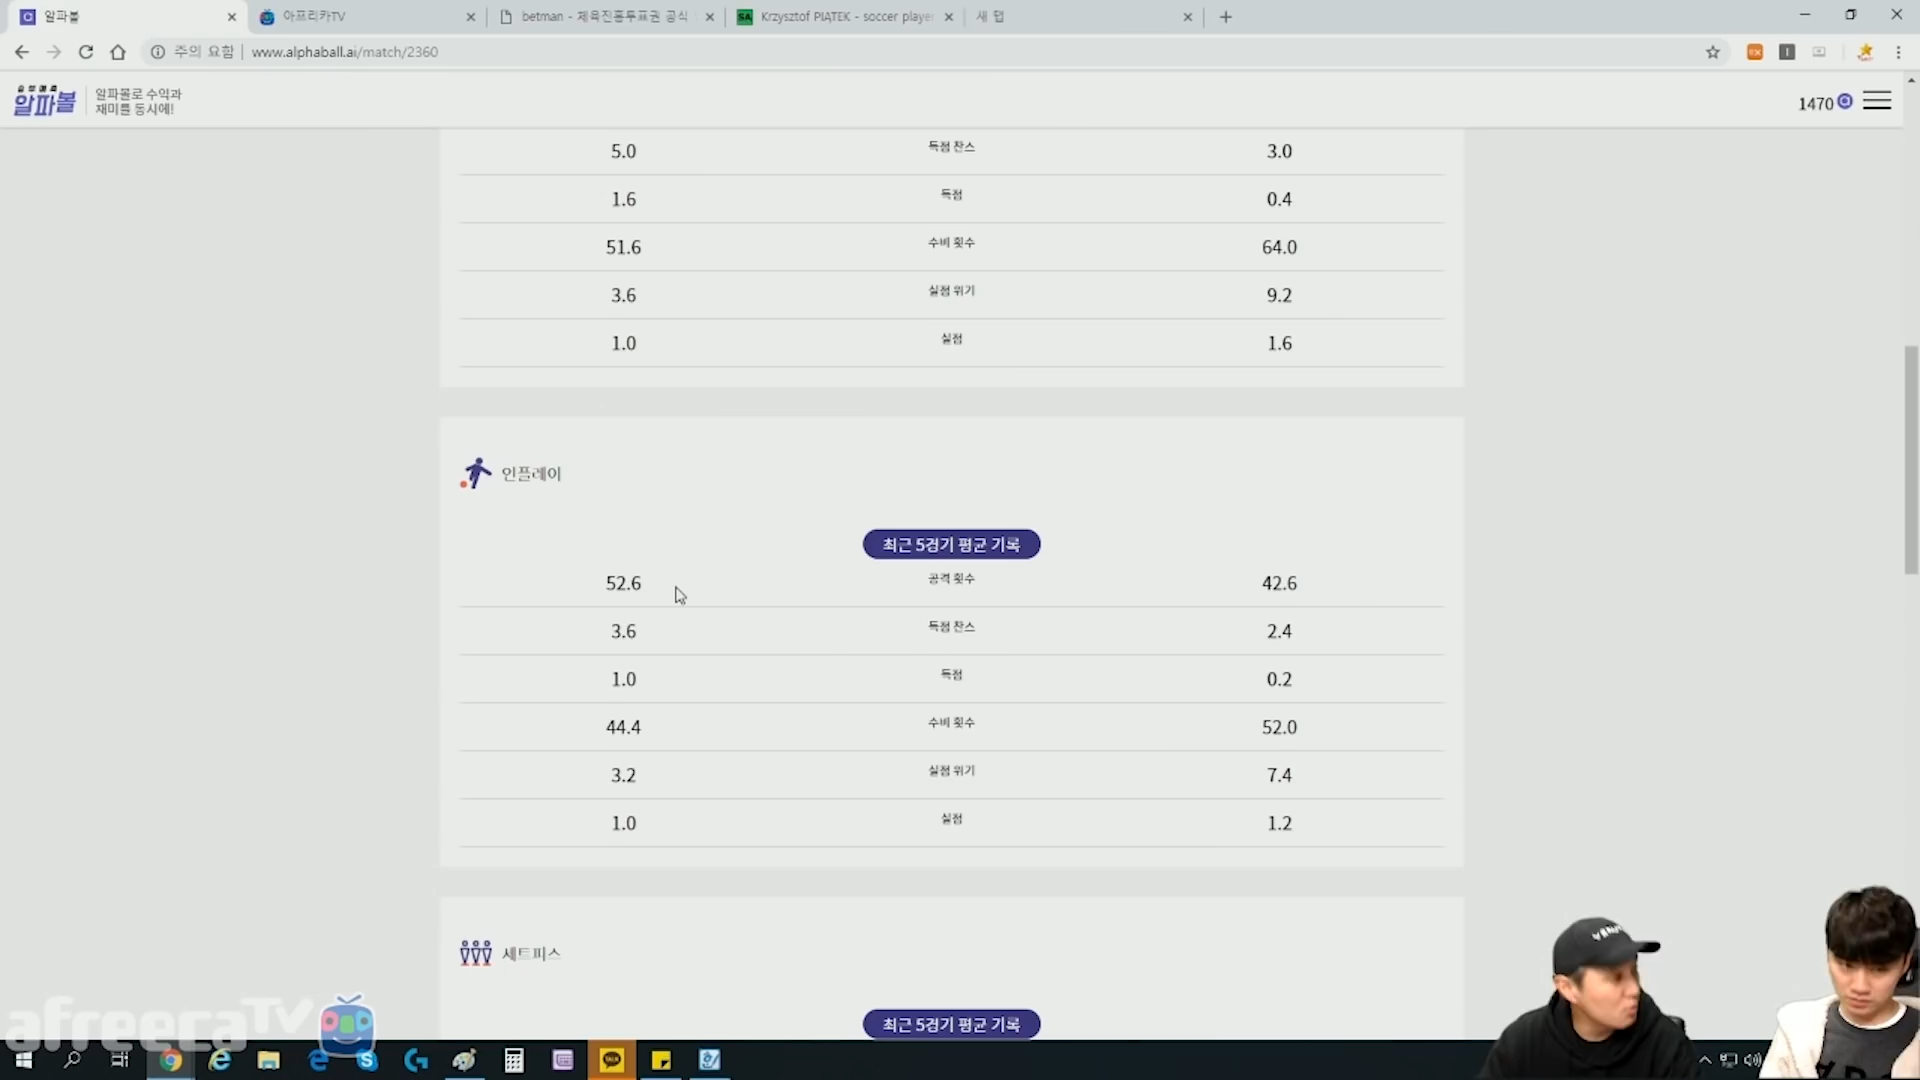 알파볼
아프리카TV
betman - 체육진흥투표권 공식
SA
Krzysztof PIĄTEK - soccer player
새 탭
주의 요함
www.alphaball.ai/match/2360
알파볼
알파볼로 수익과
재미를 동시에!
1470
5.0 득점 찬스 3.0
1.6 득점 0.4
51.6 수비 횟수 64.0
3.6 실점 위기 9.2
1.0 실점 1.6
인플레이
최근 5경기 평균 기록
52.6 공격 횟수 42.6
3.6 득점 찬스 2.4
1.0 득점 0.2
44.4 수비 횟수 52.0
3.2 실점 위기 7.4
1.0 실점 1.2
세트피스
최근 5경기 평균 기록
afreecaTV
TALK